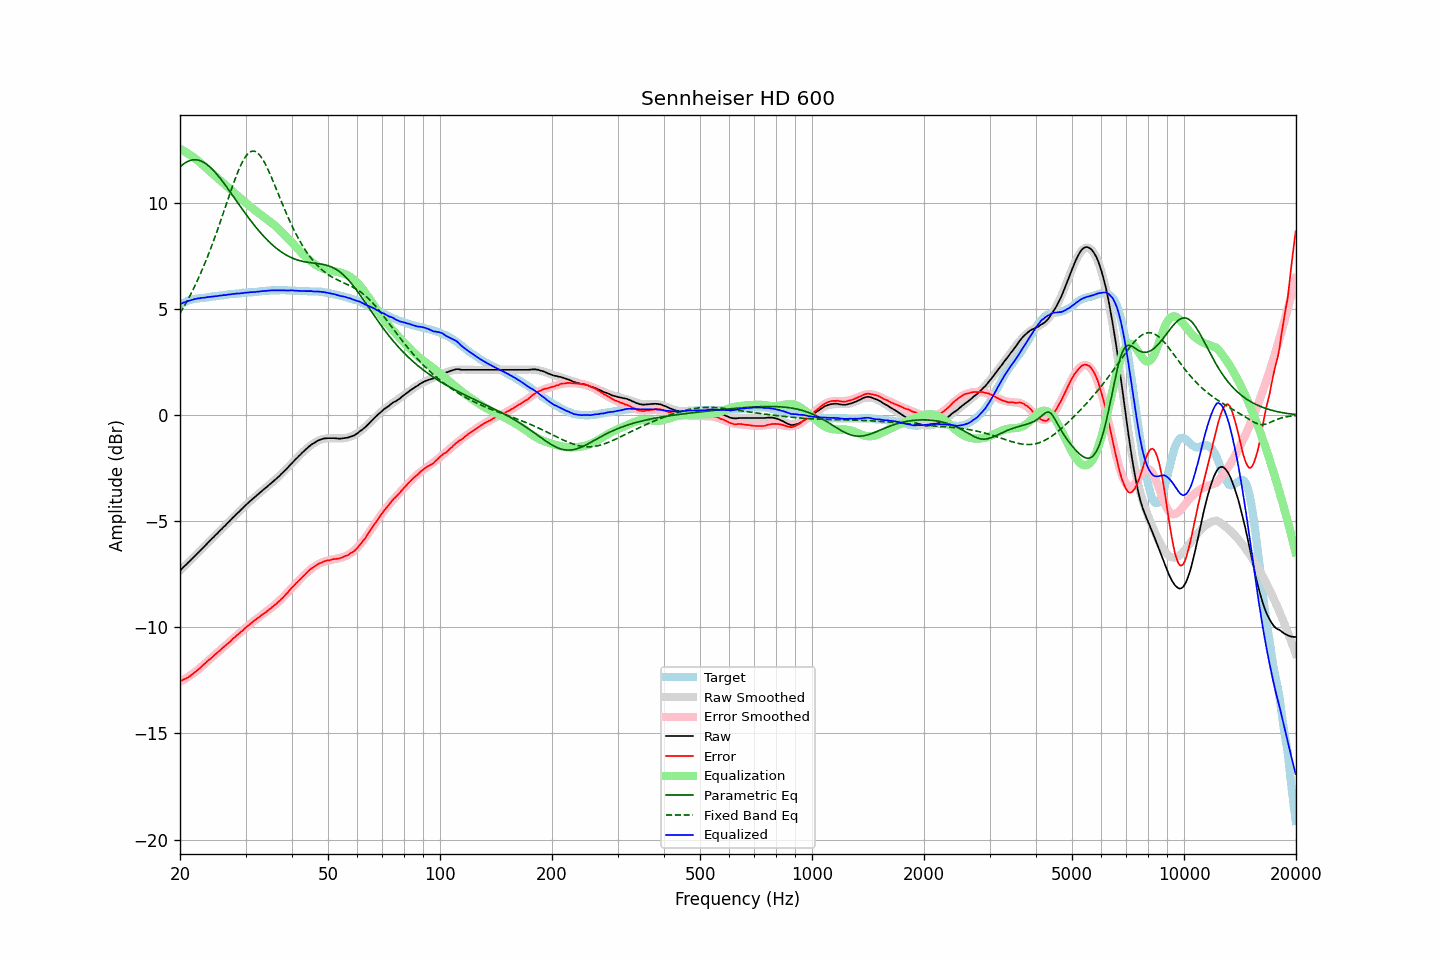 Sennheiser HD 600
Amplitude (dBr)
10
5
0
−5
−10
−15
−20
Target
Raw Smoothed
Error Smoothed
Raw
Error
Equalization
Parametric Eq
Fixed Band Eq
Equalized
20 50 100 200 500 1000 2000 5000 10000 20000
Frequency (Hz)